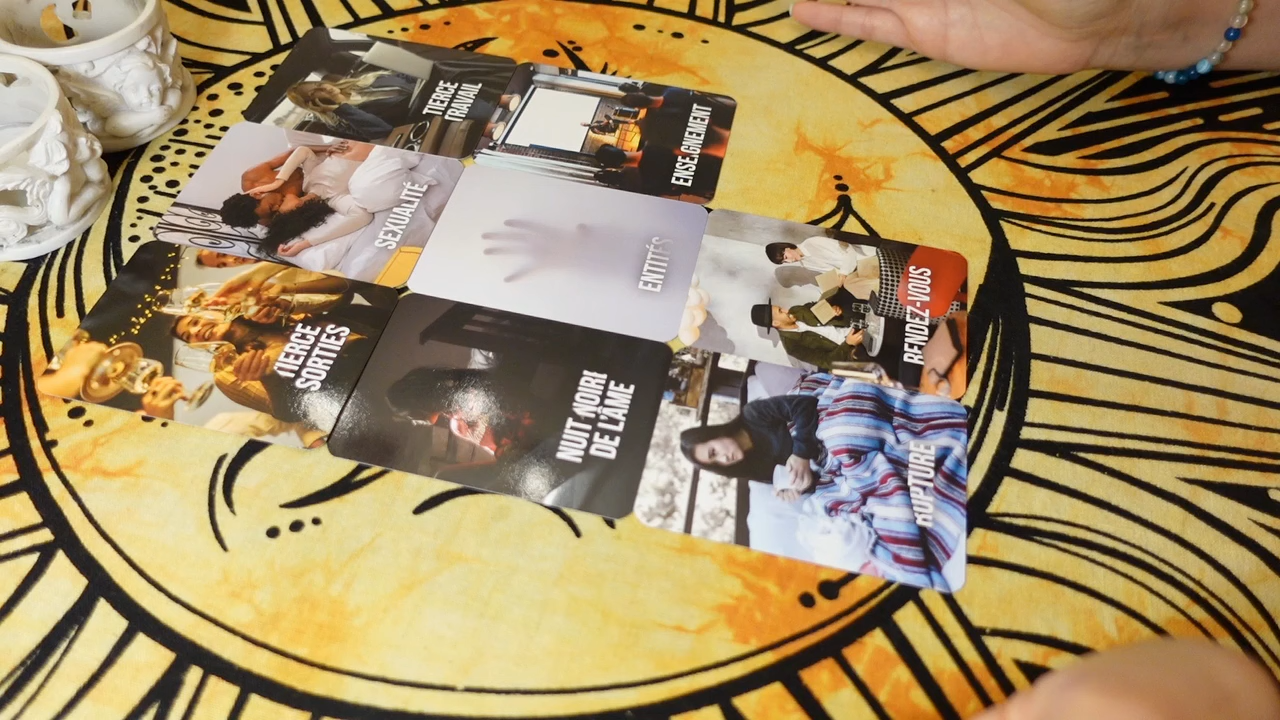 TIERCE
TRAVAIL
ENSEIGNEMENT
SEXUALITÉ
ENTITÉS
RENDEZ-VOUS
TIERCE
SORTIES
NUIT NOIRE
DE L'ÂME
RUPTURE